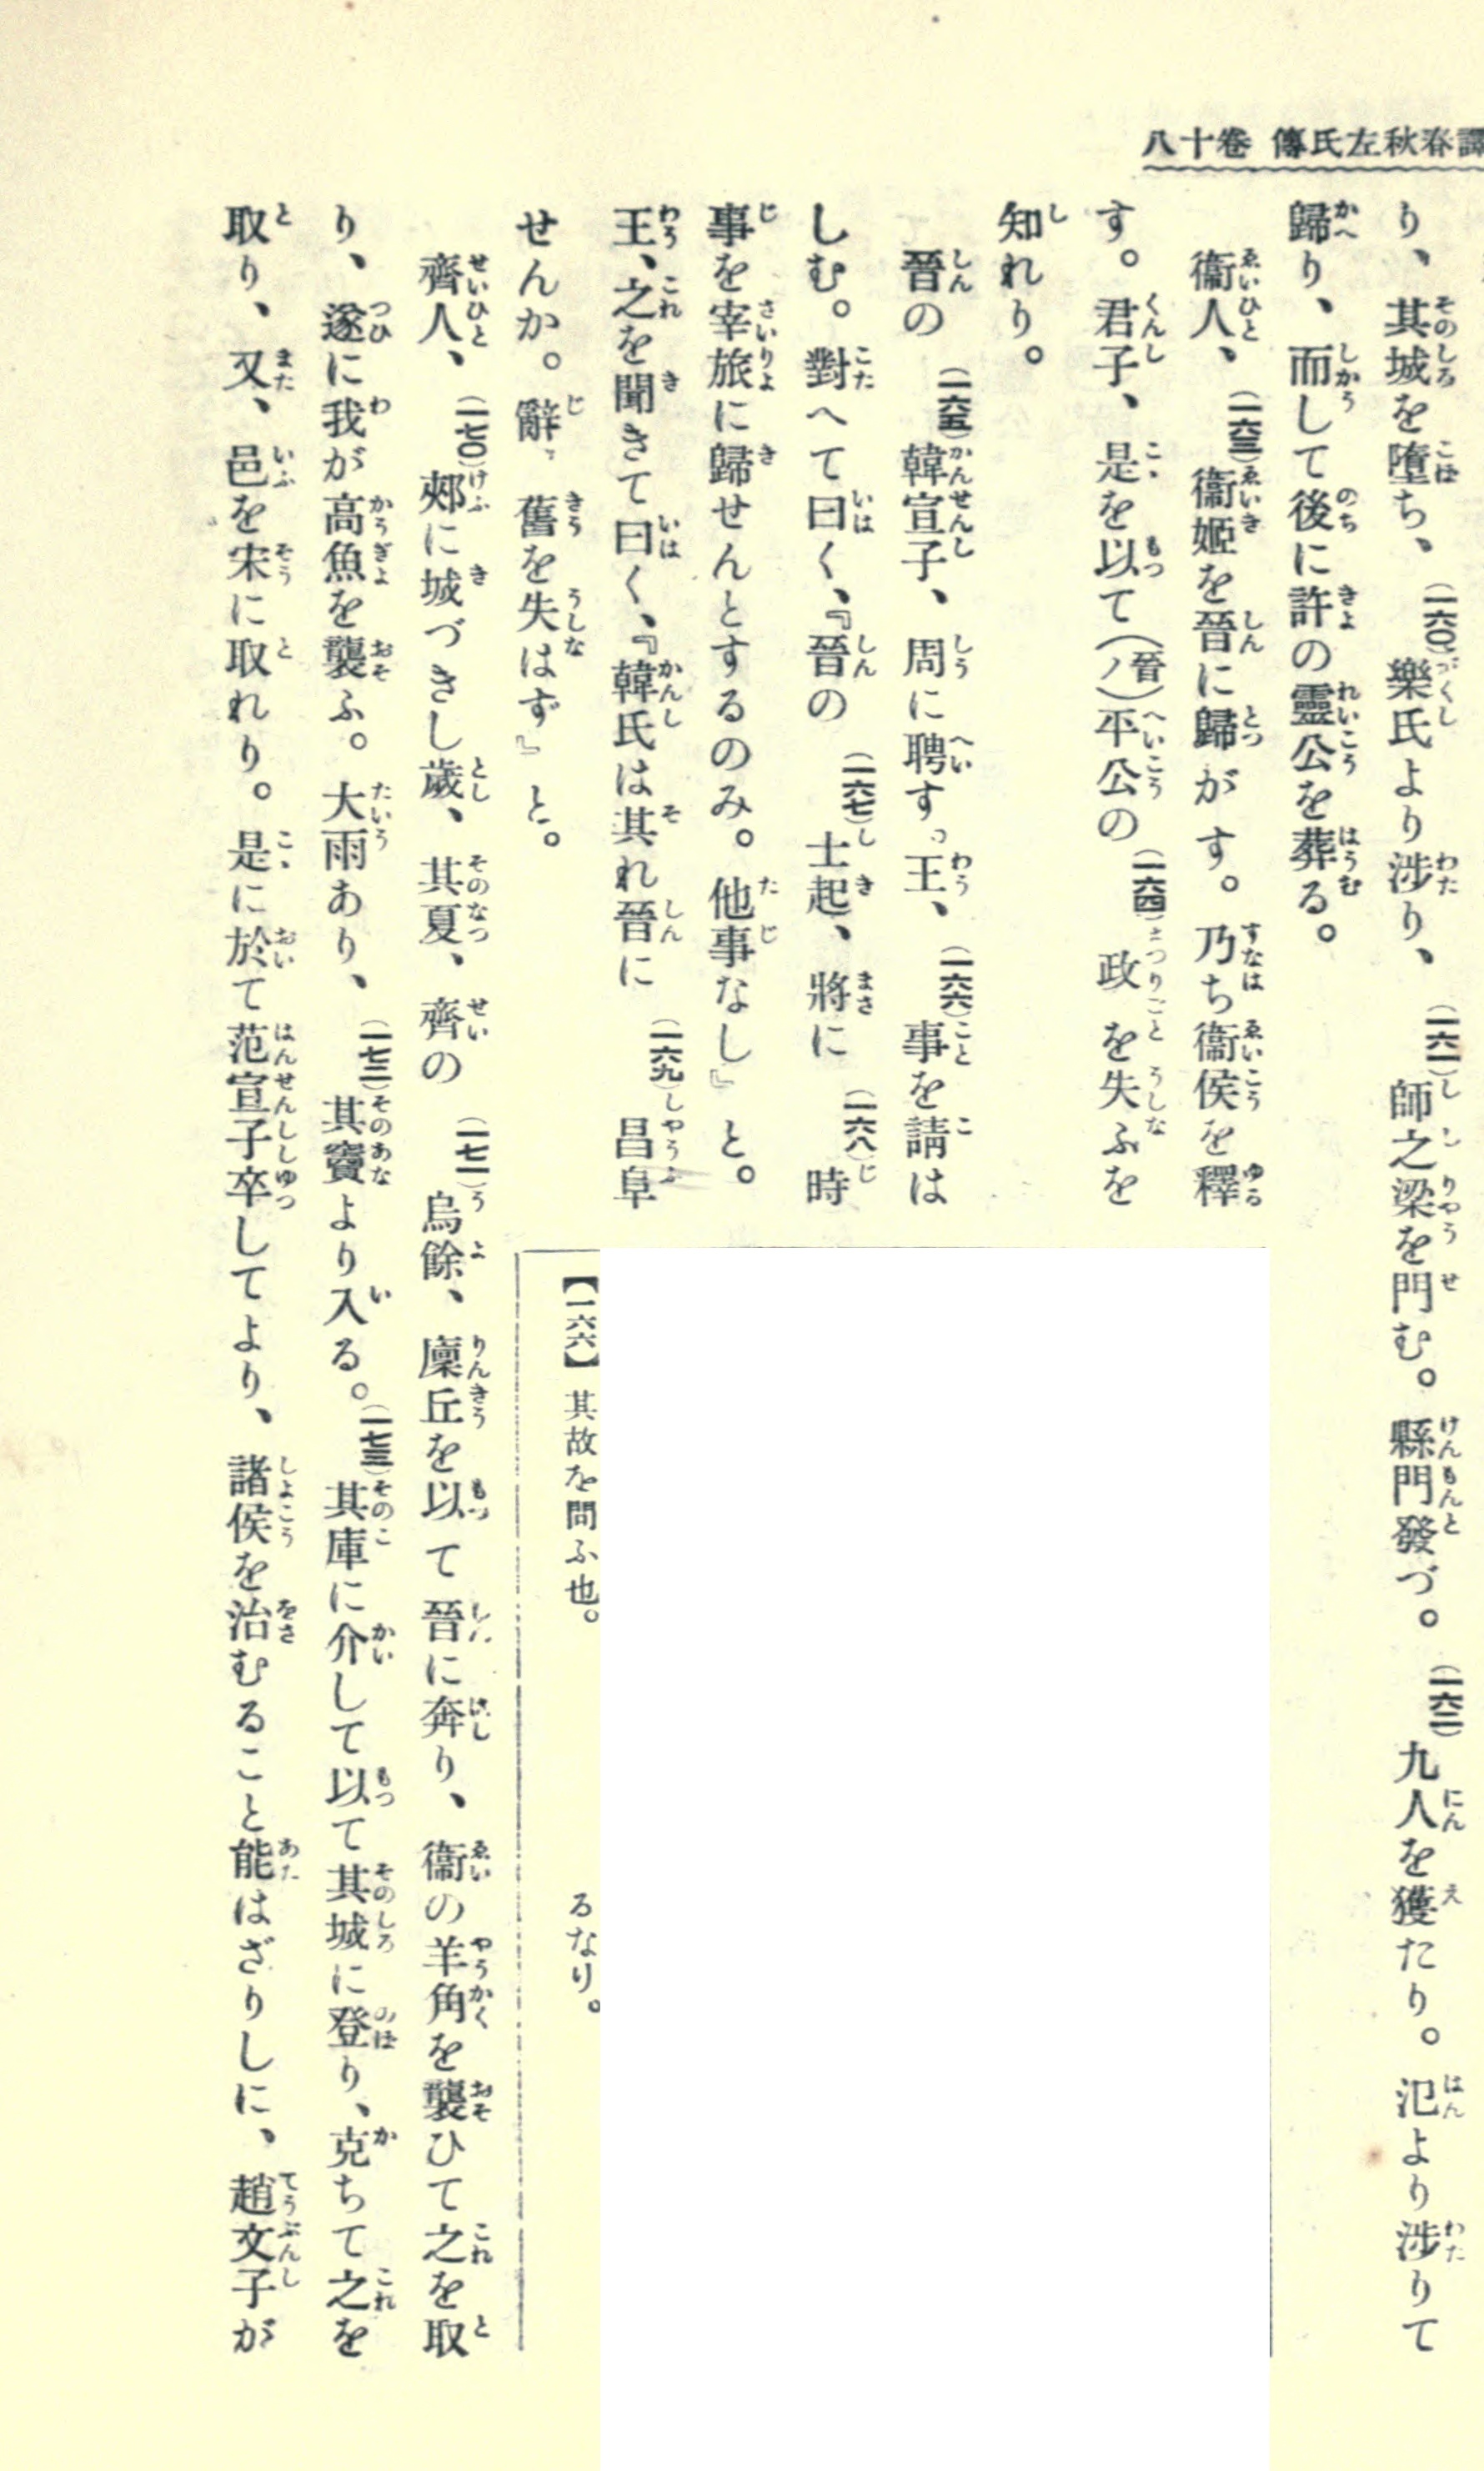 譯春秋左氏傳 卷十八
り、其城を墮ち、(一六〇)樂氏より涉り、(一六一)師之梁を門む。縣門發づ。(一六二)九人を獲たり。氾より涉りて
歸り、而して後に許の靈公を葬る。
衞人、(一六三)衞姬を晉に歸がす。乃ち衞侯を釋
す。君子、是を以て(晉ノ)平公の(一六四)政を失ふを
知れり。
晉の(一六五)韓宣子、周に聘す。王、(一六六)事を請は
しむ。對へて曰く、『晉の(一六七)士起、將に(一六八)時
事を宰旅に歸せんとするのみ。他事なし』と。
王、之を聞きて曰く、『韓氏は其れ晉に(一六九)昌阜
せんか。辭、舊を失はず』と。
【一六六】其故を問ふ也。
るなり。
齊人、(一七〇)郟に城づきし歲、其夏、齊の(一七一)烏餘、廩丘を以て晉に奔り、衞の羊角を襲ひて之を取
り、遂に我が高魚を襲ふ。大雨あり、(一七二)其竇より入る。(一七三)其庫に介して以て其城に登り、克ちて之を
取り、又、邑を宋に取れり。是に於て范宣子卒してより、諸侯を治むること能はざりしに、趙文子が